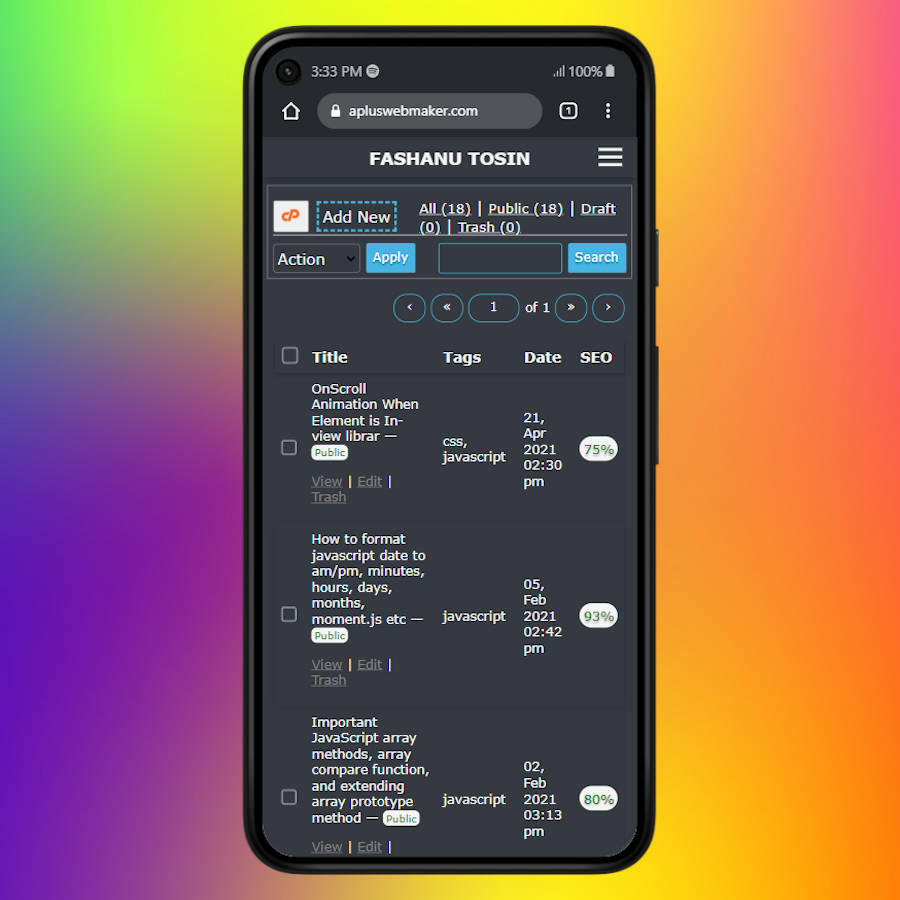 3:33 PM 100%
apluswebmaker.com 1
FASHANU TOSIN
cP Add New All (18) | Public (18) | Draft
(0) | Trash (0)
Action Apply Search
‹ « 1 of 1 » ›
Title Tags Date SEO
OnScroll
Animation When
Element is In-
view librar —
Public
View | Edit |
Trash
css,
javascript
21,
Apr
2021
02:30
pm
75%
How to format
javascript date to
am/pm, minutes,
hours, days,
months,
moment.js etc —
Public
View | Edit |
Trash
javascript
05,
Feb
2021
02:42
pm
93%
Important
JavaScript array
methods, array
compare function,
and extending
array prototype
method — Public
View | Edit |
javascript
02,
Feb
2021
03:13
pm
80%